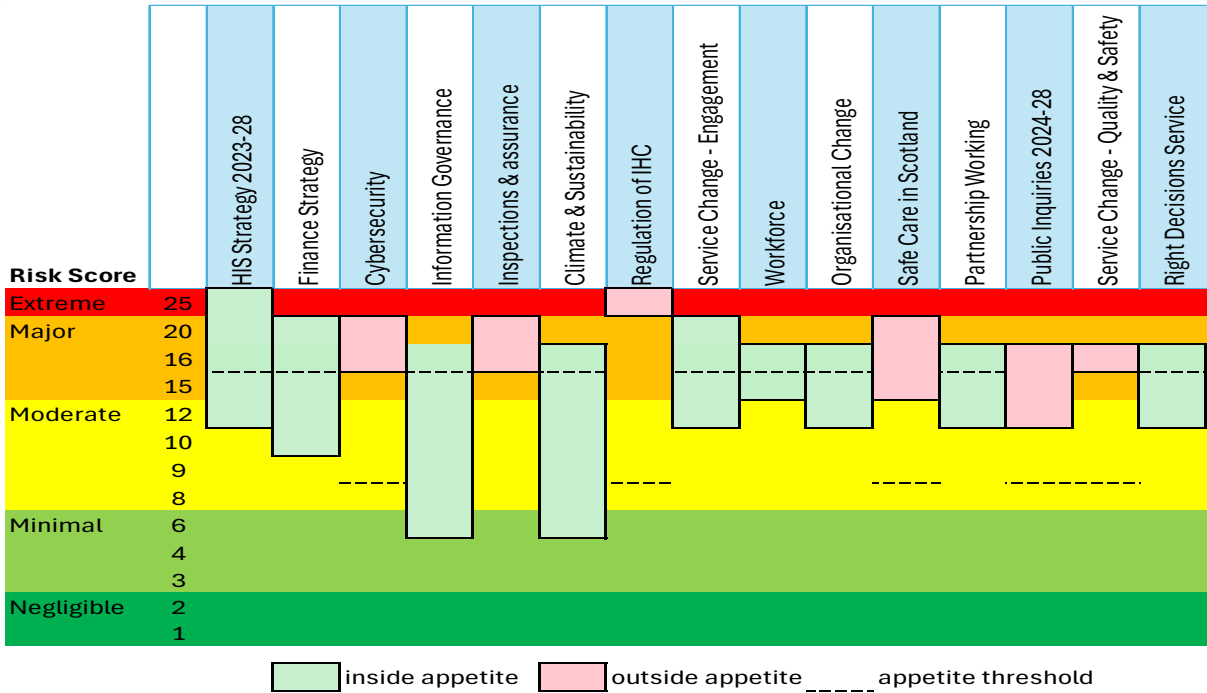 HIS Strategy 2023-28
Finance Strategy
Cybersecurity
Information Governance
Inspections & assurance
Climate & Sustainability
Regulation of IHC
Service Change - Engagement
Workforce
Organisational Change
Safe Care in Scotland
Partnership Working
Public Inquiries 2024-28
Service Change - Quality & Safety
Right Decisions Service
Risk Score
Extreme 25
Major 20
16
15
Moderate 12
10
9
8
Minimal 6
4
3
Negligible 2
1
inside appetite outside appetite appetite threshold